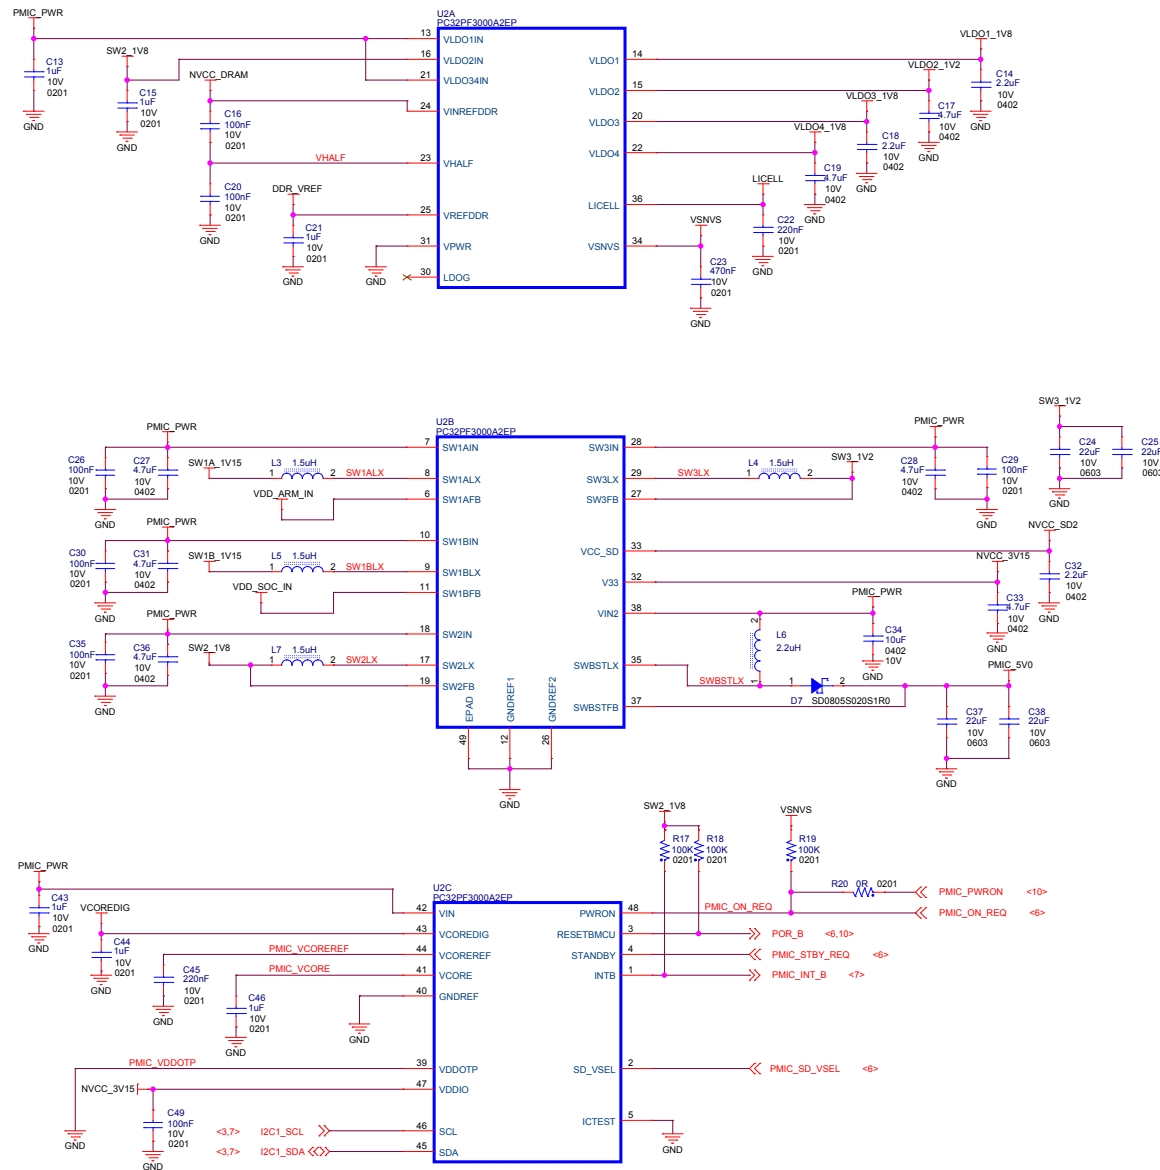 PMIC_PWR
U2A
PC32PF3000A2EP
13 VLDO1IN
16 VLDO2IN
21 VLDO34IN
24 VINREFDDR
23 VHALF
25 VREFDDR
31 VPWR
30 LDOG
VLDO1 14
VLDO2 15
VLDO3 20
VLDO4 22
LICELL 36
VSNVS 34
C13
1uF
10V
0201
GND
SW2_1V8
C15
1uF
10V
0201
GND
NVCC_DRAM
C16
100nF
10V
0201
VHALF
C20
100nF
10V
0201
GND
DDR_VREF
C21
1uF
10V
0201
GND
GND
VLDO1_1V8
C14
2.2uF
10V
0402
GND
VLDO2_1V2
C17
4.7uF
10V
0402
GND
VLDO3_1V8
C18
2.2uF
10V
0402
GND
VLDO4_1V8
C19
4.7uF
10V
0402
GND
LICELL
C22
220nF
10V
0201
GND
VSNVS
C23
470nF
10V
0201
GND
U2B
PC32PF3000A2EP
7 SW1AIN
8 SW1ALX
6 SW1AFB
10 SW1BIN
9 SW1BLX
11 SW1BFB
18 SW2IN
17 SW2LX
19 SW2FB
SW3IN 28
SW3LX 29
SW3FB 27
VCC_SD 33
V33 32
VIN2 38
SWBSTLX 35
SWBSTFB 37
EPAD 49
GNDREF1 12
GNDREF2 26
GND
PMIC_PWR
C26
100nF
10V
0201
C27
4.7uF
10V
0402
GND
SW1A_1V15
L3 1.5uH
1 2
SW1ALX
VDD_ARM_IN
PMIC_PWR
C30
100nF
10V
0201
C31
4.7uF
10V
0402
GND
SW1B_1V15
L5 1.5uH
1 2
SW1BLX
VDD_SOC_IN
PMIC_PWR
C35
100nF
10V
0201
C36
4.7uF
10V
0402
GND
SW2_1V8
L7 1.5uH
1 2
SW2LX
PMIC_PWR
SW3LX
L4 1.5uH
1 2
SW3_1V2
C28
4.7uF
10V
0402
C29
100nF
10V
0201
GND
SW3_1V2
C24
22uF
10V
0603
C25
22uF
10V
0603
GND
NVCC_SD2
C32
2.2uF
10V
0402
GND
NVCC_3V15
C33
4.7uF
10V
0402
GND
PMIC_PWR
C34
10uF
0402
10V
GND
2
L6
2.2uH
1
SWBSTLX
1 2
D7 SD0805S020S1R0
PMIC_5V0
C37
22uF
10V
0603
C38
22uF
10V
0603
GND
U2C
PC32PF3000A2EP
42 VIN
43 VCOREDIG
44 VCOREREF
41 VCORE
40 GNDREF
39 VDDOTP
47 VDDIO
46 SCL
45 SDA
PWRON 48
RESETBMCU 3
STANDBY 4
INTB 1
SD_VSEL 2
ICTEST 5
PMIC_PWR
C43
1uF
10V
0201
GND
VCOREDIG
C44
1uF
10V
0201
GND
PMIC_VCOREREF
C45
220nF
10V
0201
GND
PMIC_VCORE
C46
1uF
10V
0201
GND
GND
PMIC_VDDOTP
GND
NVCC_3V15
C49
100nF
10V
0201
GND
<3,7> I2C1_SCL
<3,7> I2C1_SDA
SW2_1V8
R17
100K
0201
R18
100K
0201
VSNVS
R19
100K
0201
R20 0R 0201
PMIC_PWRON <10>
PMIC_ON_REQ
PMIC_ON_REQ <6>
POR_B <6,10>
PMIC_STBY_REQ <6>
PMIC_INT_B <7>
PMIC_SD_VSEL <6>
GND